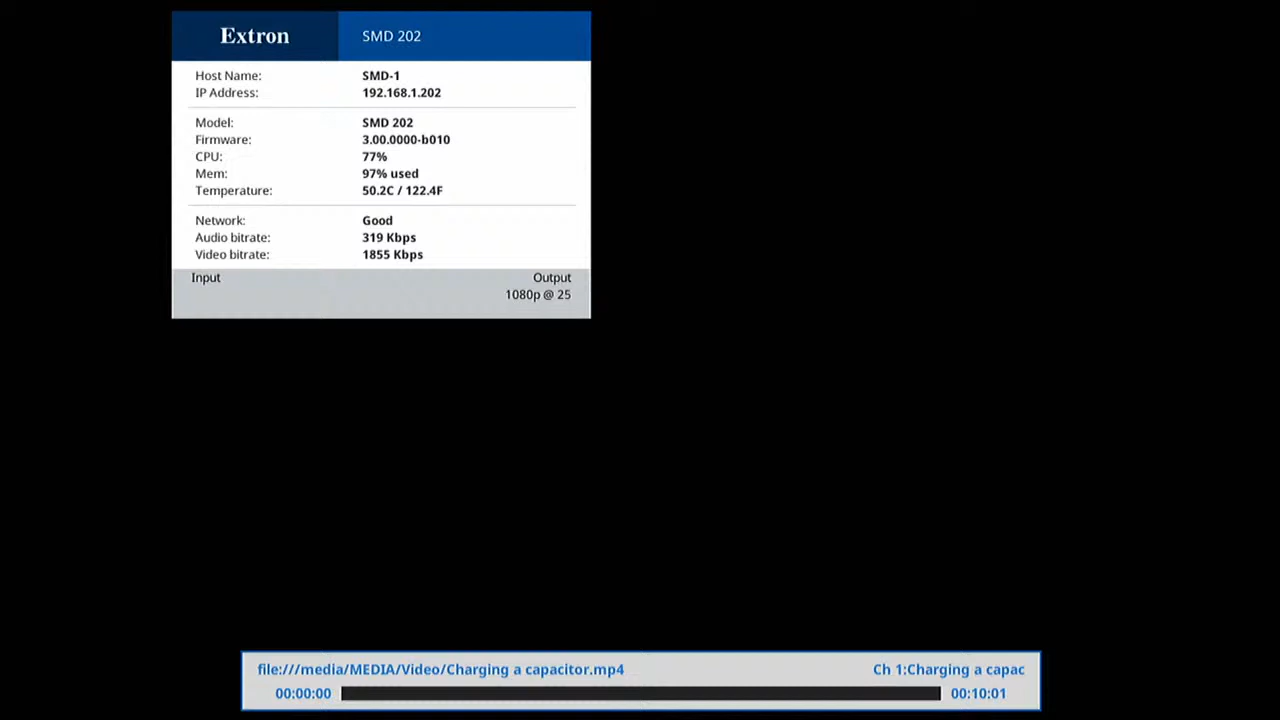 Extron SMD 202
Host Name: SMD-1
IP Address: 192.168.1.202
Model: SMD 202
Firmware: 3.00.0000-b010
CPU: 77%
Mem: 97% used
Temperature: 50.2C / 122.4F
Network: Good
Audio bitrate: 319 Kbps
Video bitrate: 1855 Kbps
Input Output
1080p @ 25
file:///media/MEDIA/Video/Charging a capacitor.mp4 Ch 1:Charging a capac
00:00:00 00:10:01